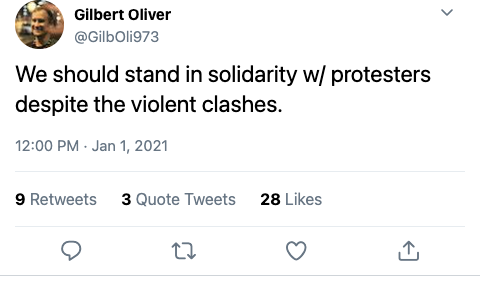 Gilbert Oliver
@GilbOli973
We should stand in solidarity w/ protesters
despite the violent clashes.
12:00 PM · Jan 1, 2021
9 Retweets 3 Quote Tweets 28 Likes